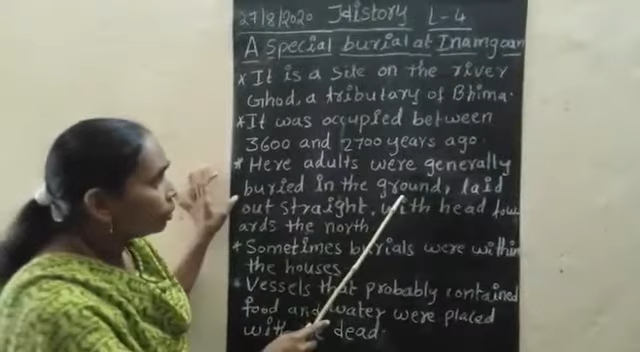 27/8/2020 History L-4
A special burial at Inamgaon
* It is a site on the river
Ghod, a tributary of Bhima.
* It was occupied between
3600 and 2700 years ago.
* Here adults were generally
buried in the ground, laid
out straight, with head tow
ards the north.
* Sometimes burials were within
the houses
* Vessels that probably contained
food and water were placed
with dead.